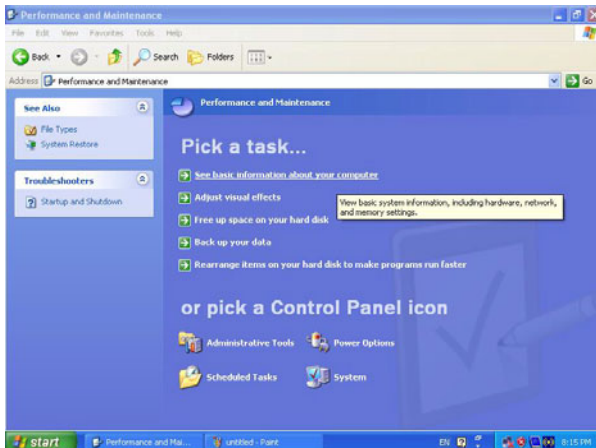 Performance and Maintenance
File Edit View Favorites Tools Help
Back Search Folders
Address Performance and Maintenance Go
See Also
File Types
System Restore
Troubleshooters
Startup and Shutdown
Performance and Maintenance
Pick a task...
See basic information about your computer
Adjust visual effects
View basic system information, including hardware, network,
and memory settings.
Free up space on your hard disk
Back up your data
Rearrange items on your hard disk to make programs run faster
or pick a Control Panel icon
Administrative Tools Power Options
Scheduled Tasks System
start Performance and Mai... untitled - Paint EN 8:15 PM